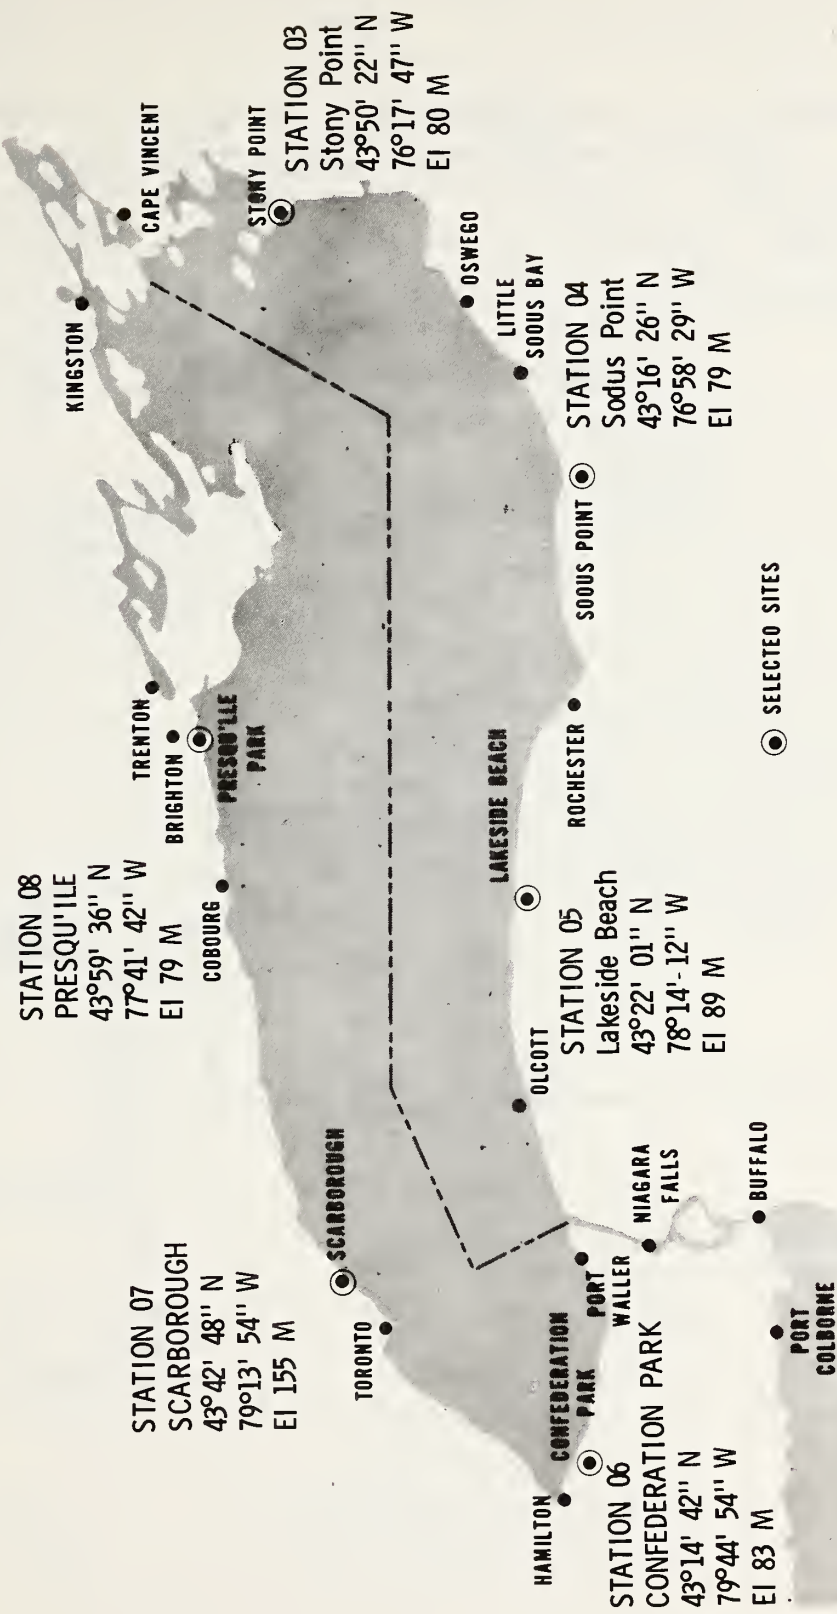 STATION 08
PRESQU'ILE
43°59' 36" N
77°41' 42" W
El 79 M
KINGSTON
CAPE VINCENT
TRENTON
BRIGHTON
PRESQU'LLE
PARK
COBOURG
STONY POINT
STATION 03
Stony Point
43°50' 22" N
76°17' 47" W
El 80 M
STATION 07
SCARBOROUGH
43°42' 48" N
79°13' 54" W
El 155 M
SCARBOROUGH
TORONTO
OSWEGO
LITTLE
SODUS BAY
LAKESIDE BEACH
ROCHESTER
SODUS POINT
STATION 04
Sodus Point
43°16' 26" N
76°58' 29" W
El 79 M
HAMILTON
CONFEDERATION
PARK
OLCOTT
STATION 05
Lakeside Beach
43°22' 01" N
78°14'-12" W
El 89 M
STATION 06
CONFEDERATION PARK
43°14' 42" N
79°44' 54" W
El 83 M
PORT
WALLER
NIAGARA
FALLS
BUFFALO
PORT
COLBORNE
SELECTED SITES